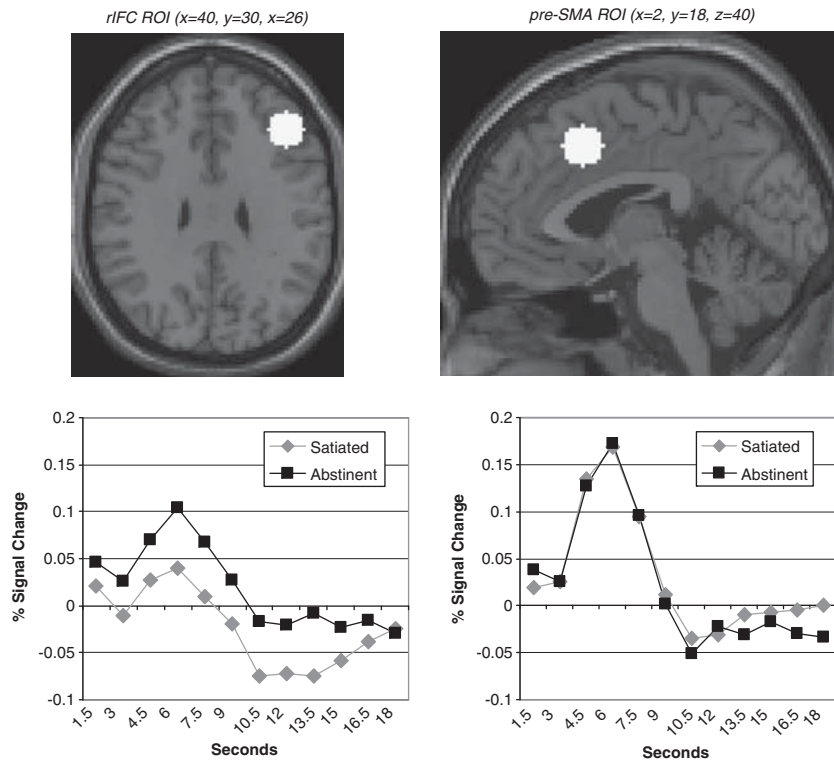 rIFC ROI (x=40, y=30, x=26)
pre-SMA ROI (x=2, y=18, z=40)
0.2
0.15
0.1
0.05
0
-0.05
-0.1
% Signal Change
Satiated
Abstinent
1.5 3 4.5 6 7.5 9 10.5 12 13.5 15 16.5 18
Seconds
0.2
0.15
0.1
0.05
0
-0.05
-0.1
% Signal Change
Satiated
Abstinent
1.5 3 4.5 6 7.5 9 10.5 12 13.5 15 16.5 18
Seconds